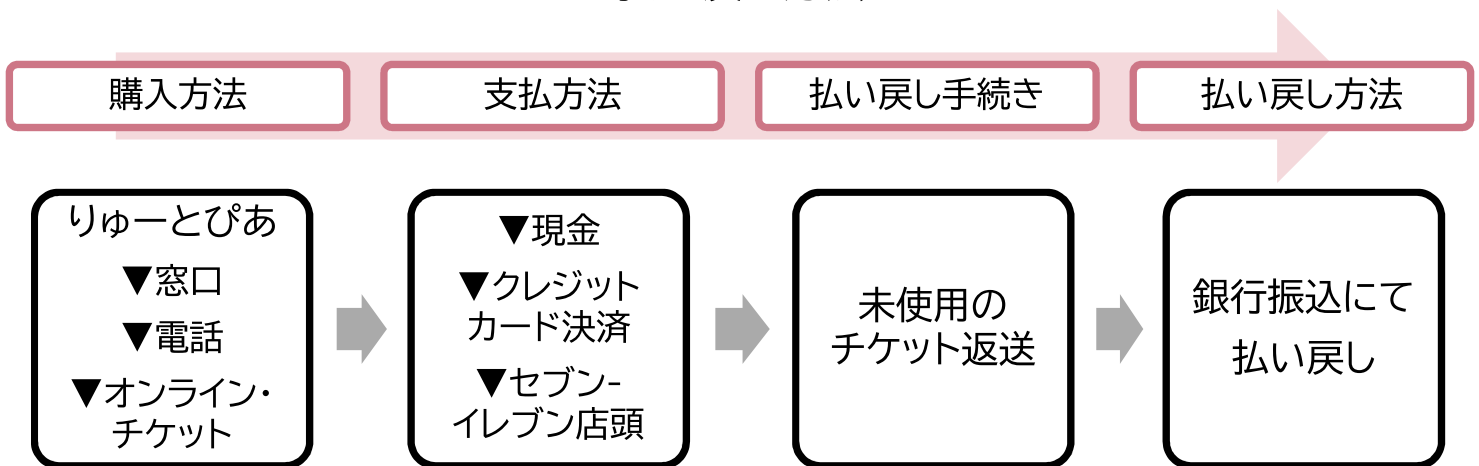 購入方法
支払方法
払い戻し手続き
払い戻し方法
りゅーとぴあ
▼窓口
▼電話
▼オンライン・
チケット
▼現金
▼クレジット
カード決済
▼セブン-
イレブン店頭
未使用の
チケット返送
銀行振込にて
払い戻し